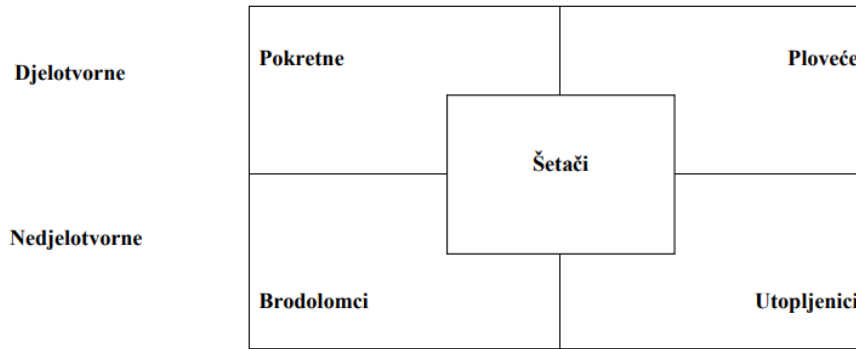 Pokretne
Ploveće
Djelotvorne
Šetači
Nedjelotvorne
Brodolomci
Utopljenici